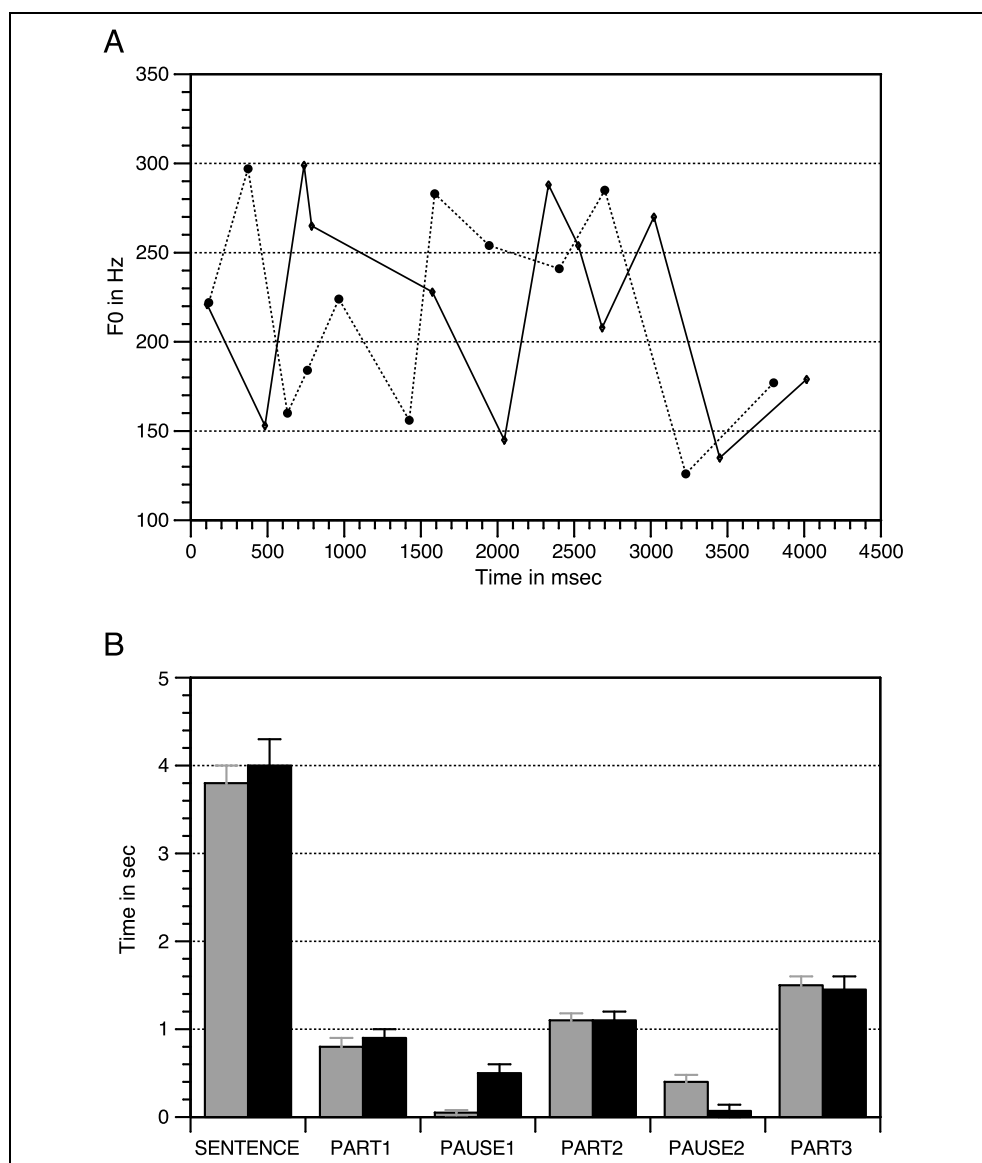 A
350
300
250
200
150
100
F0 in Hz
0 500 1000 1500 2000 2500 3000 3500 4000 4500
Time in msec
B
5
4
3
2
1
0
Time in sec
SENTENCE PART1 PAUSE1 PART2 PAUSE2 PART3